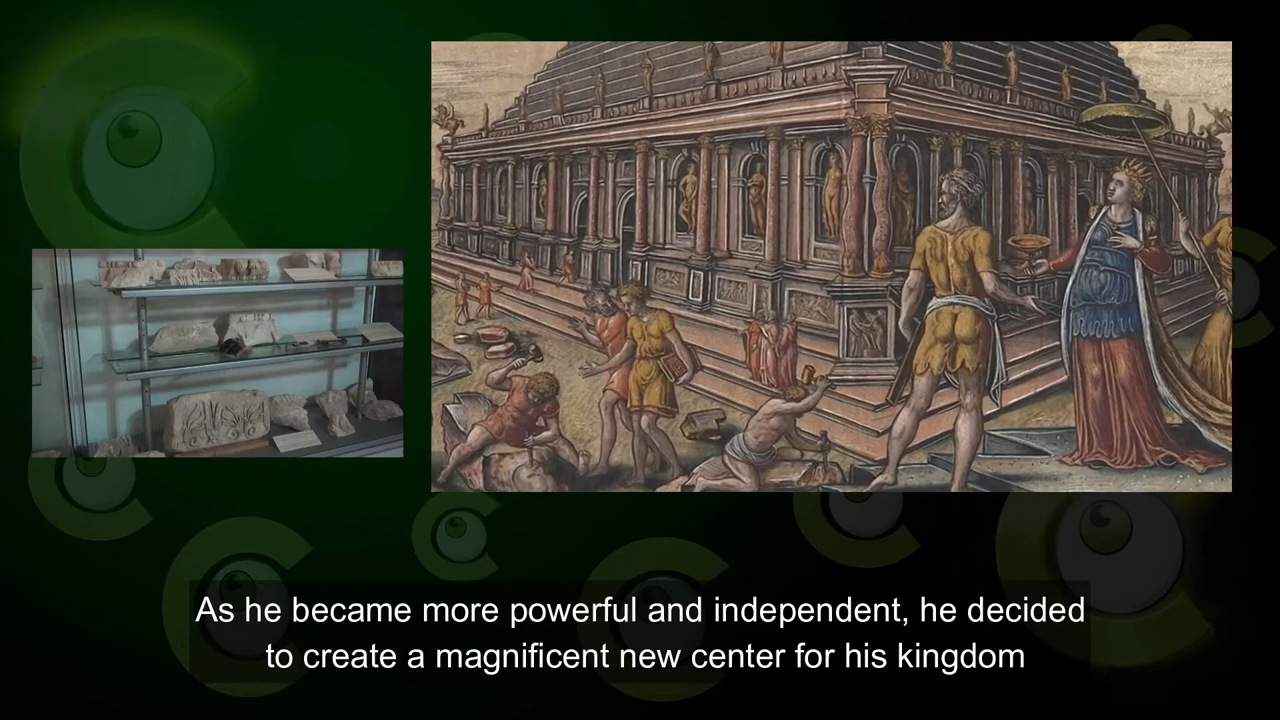 As he became more powerful and independent, he decided
to create a magnificent new center for his kingdom